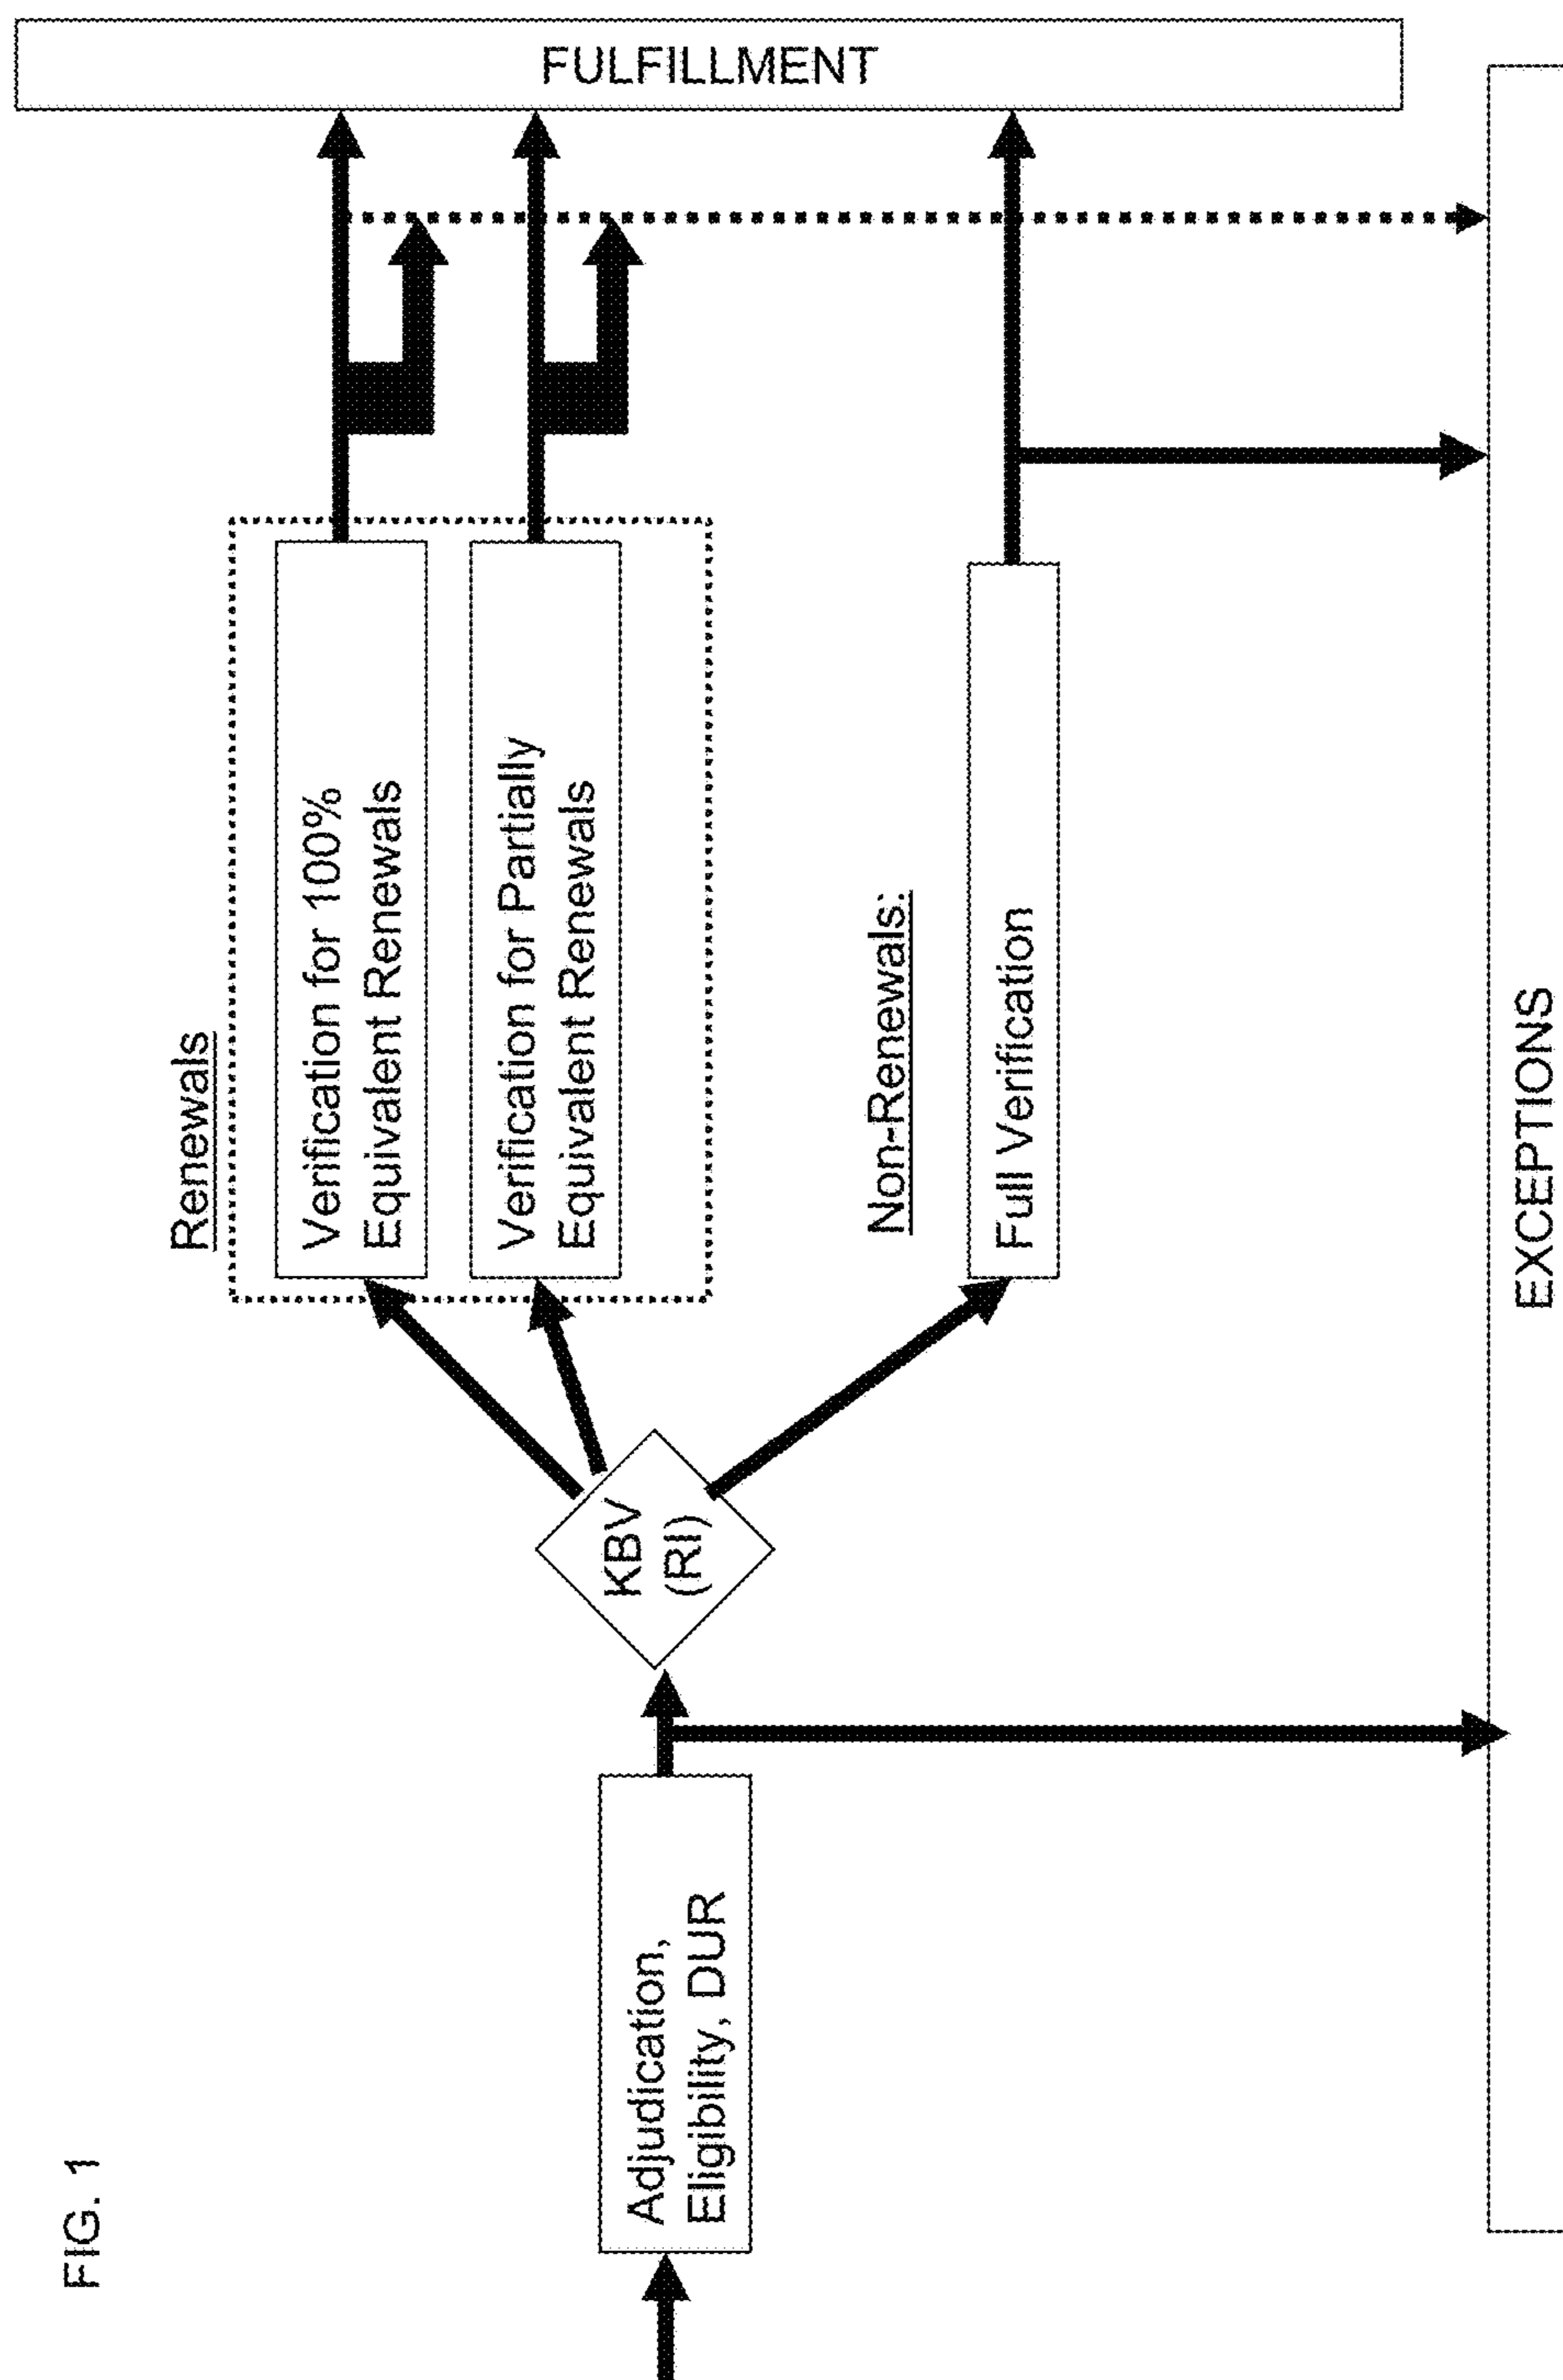 FIG. 1
Adjudication,
Eligibility, DUR
KBV
(RI)
Renewals
Verification for 100%
Equivalent Renewals
Verification for Partially
Equivalent Renewals
Non-Renewals:
Full Verification
FULFILLMENT
EXCEPTIONS